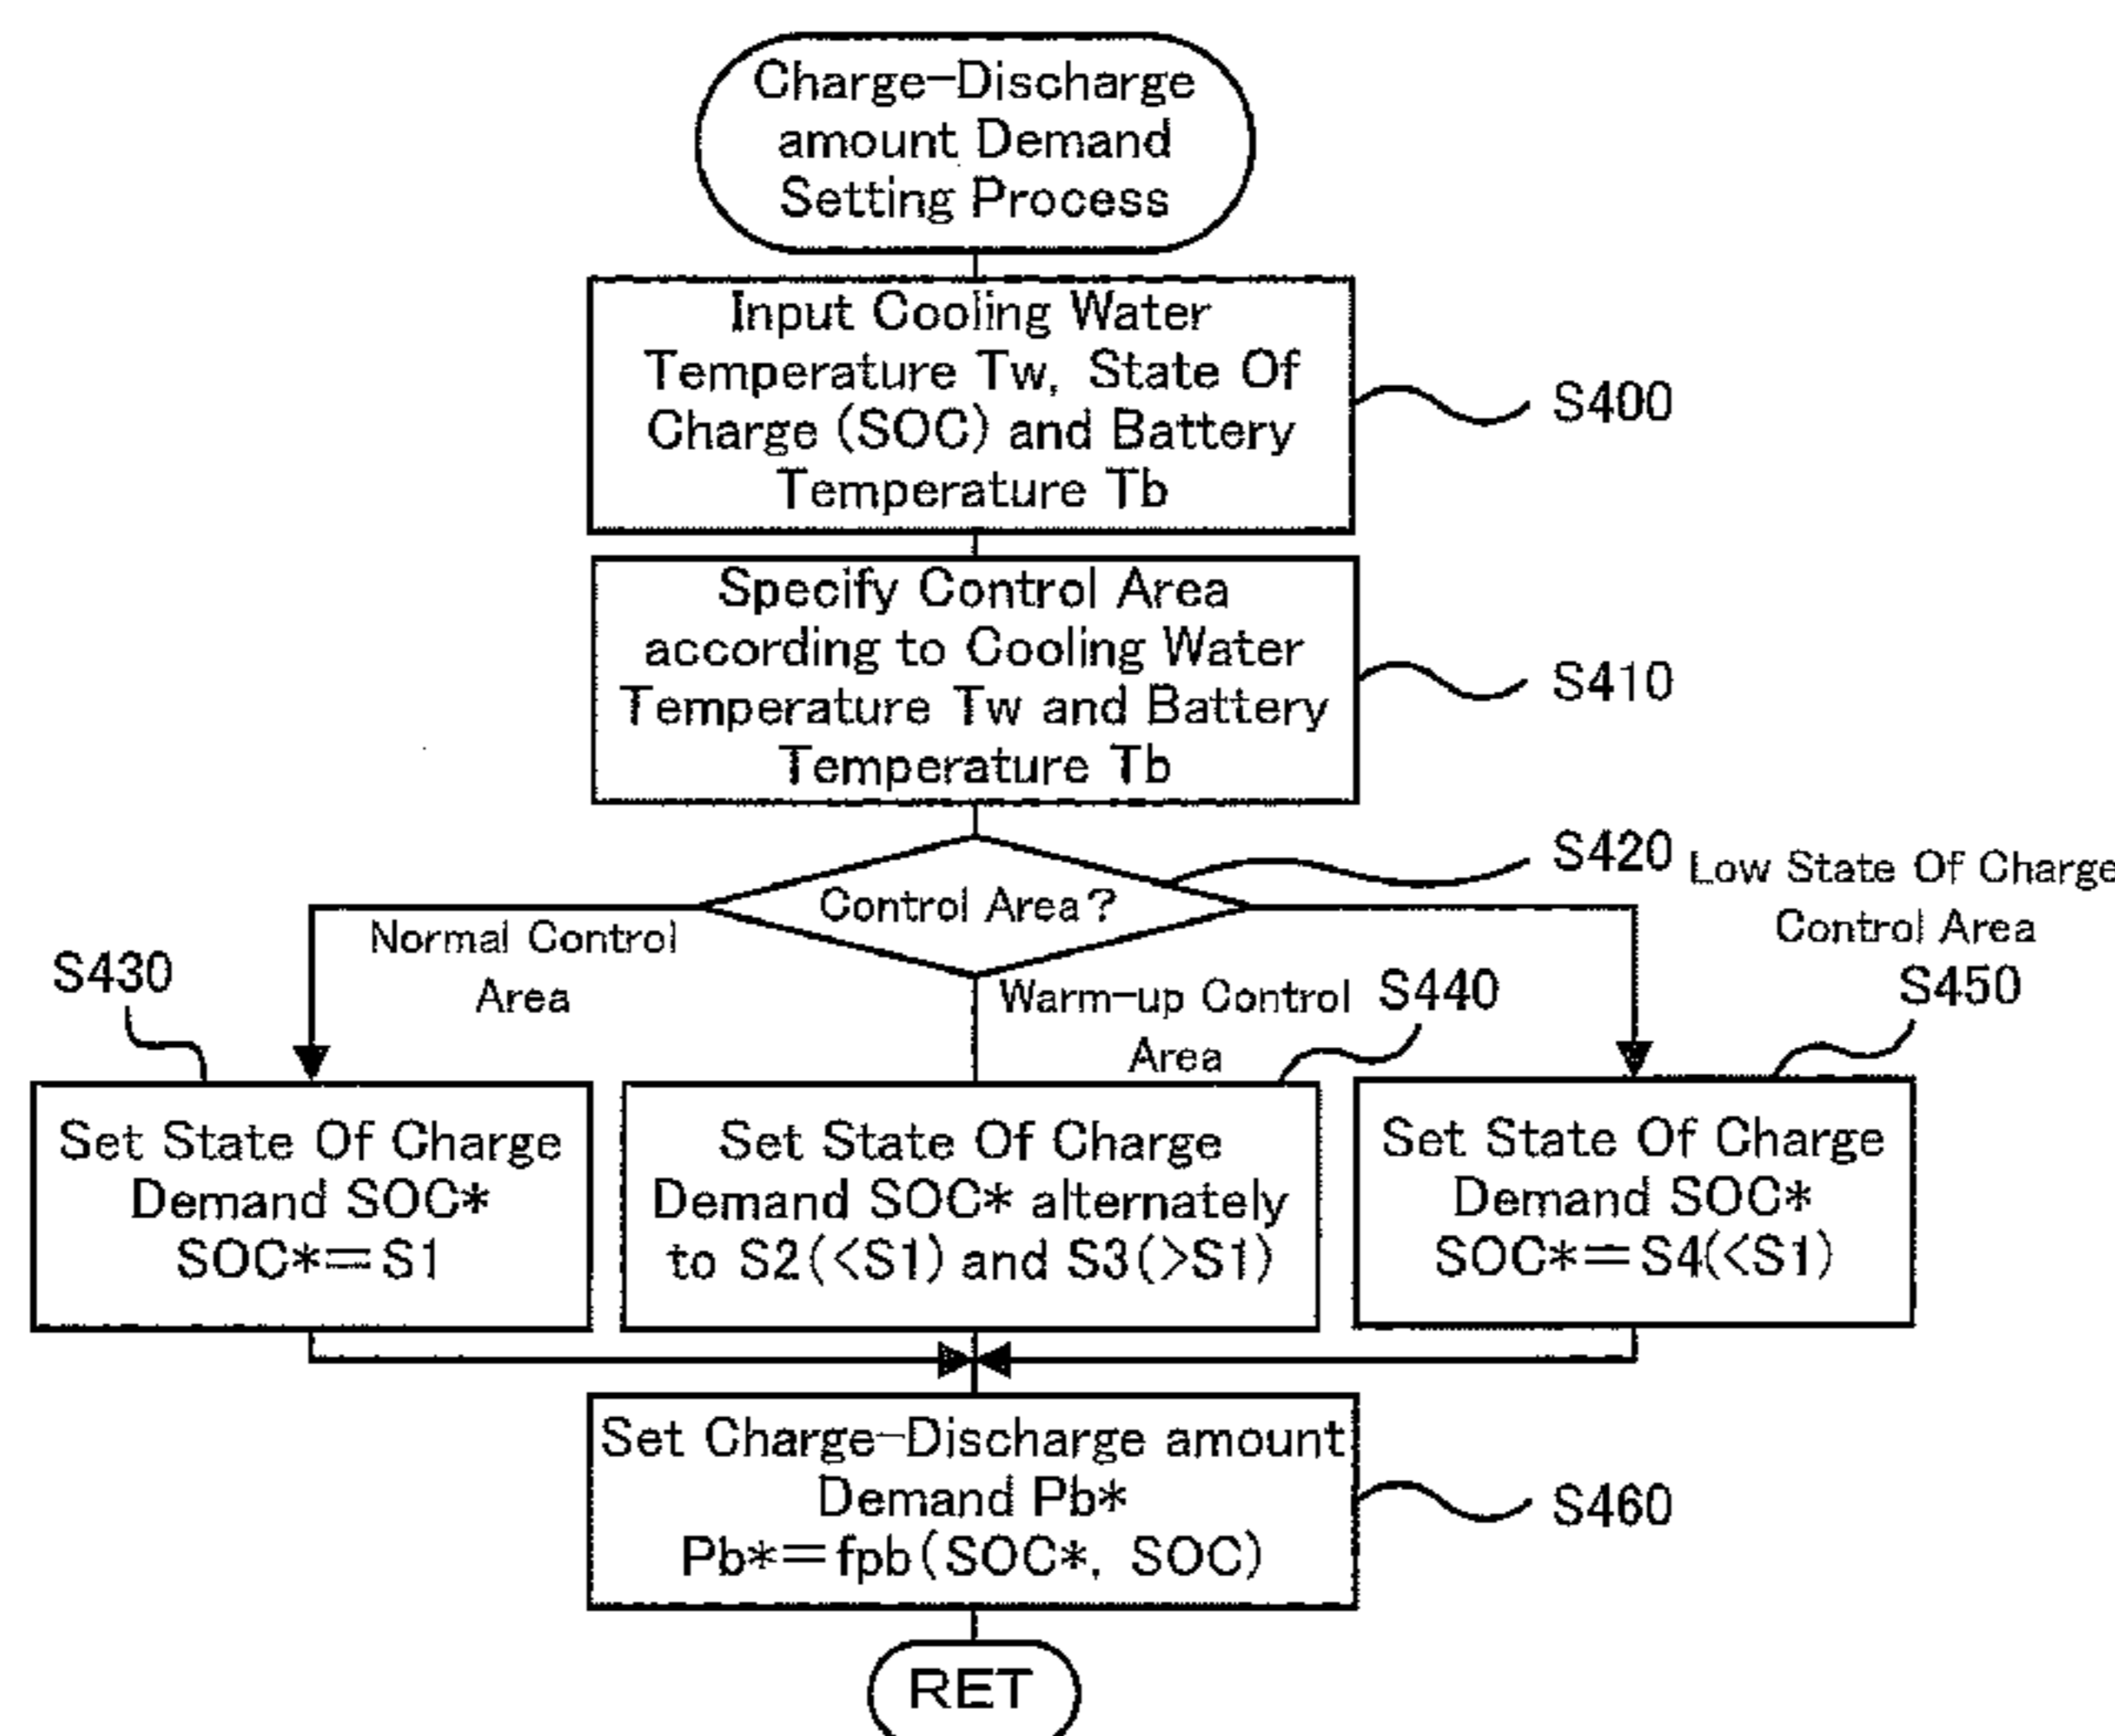 Charge-Discharge
amount Demand
Setting Process
Input Cooling Water
Temperature Tw, State Of
Charge (SOC) and Battery
Temperature Tb
S400
Specify Control Area
according to Cooling Water
Temperature Tw and Battery
Temperature Tb
S410
Control Area?
S420
Normal Control
Area
Warm-up Control
Area
Low State Of Charge
Control Area
S430
Set State Of Charge
Demand SOC*
SOC*=S1
S440
Set State Of Charge
Demand SOC* alternately
to S2(<S1) and S3(>S1)
S450
Set State Of Charge
Demand SOC*
SOC*=S4(<S1)
Set Charge-Discharge amount
Demand Pb*
Pb*=fpb(SOC*, SOC)
S460
RET